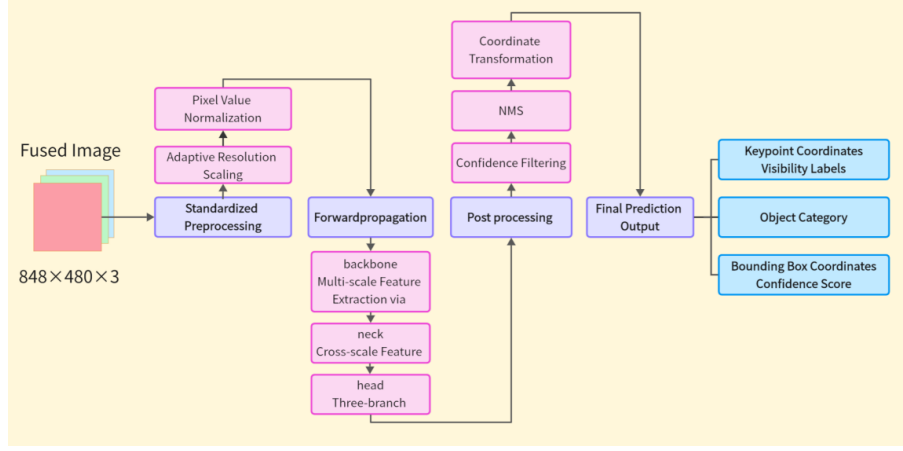 Fused Image
848×480×3
Pixel Value
Normalization
Adaptive Resolution
Scaling
Standardized
Preprocessing
Forwardpropagation
backbone
Multi-scale Feature
Extraction via
neck
Cross-scale Feature
head
Three-branch
Coordinate
Transformation
NMS
Confidence Filtering
Post processing
Final Prediction
Output
Keypoint Coordinates
Visibility Labels
Object Category
Bounding Box Coordinates
Confidence Score